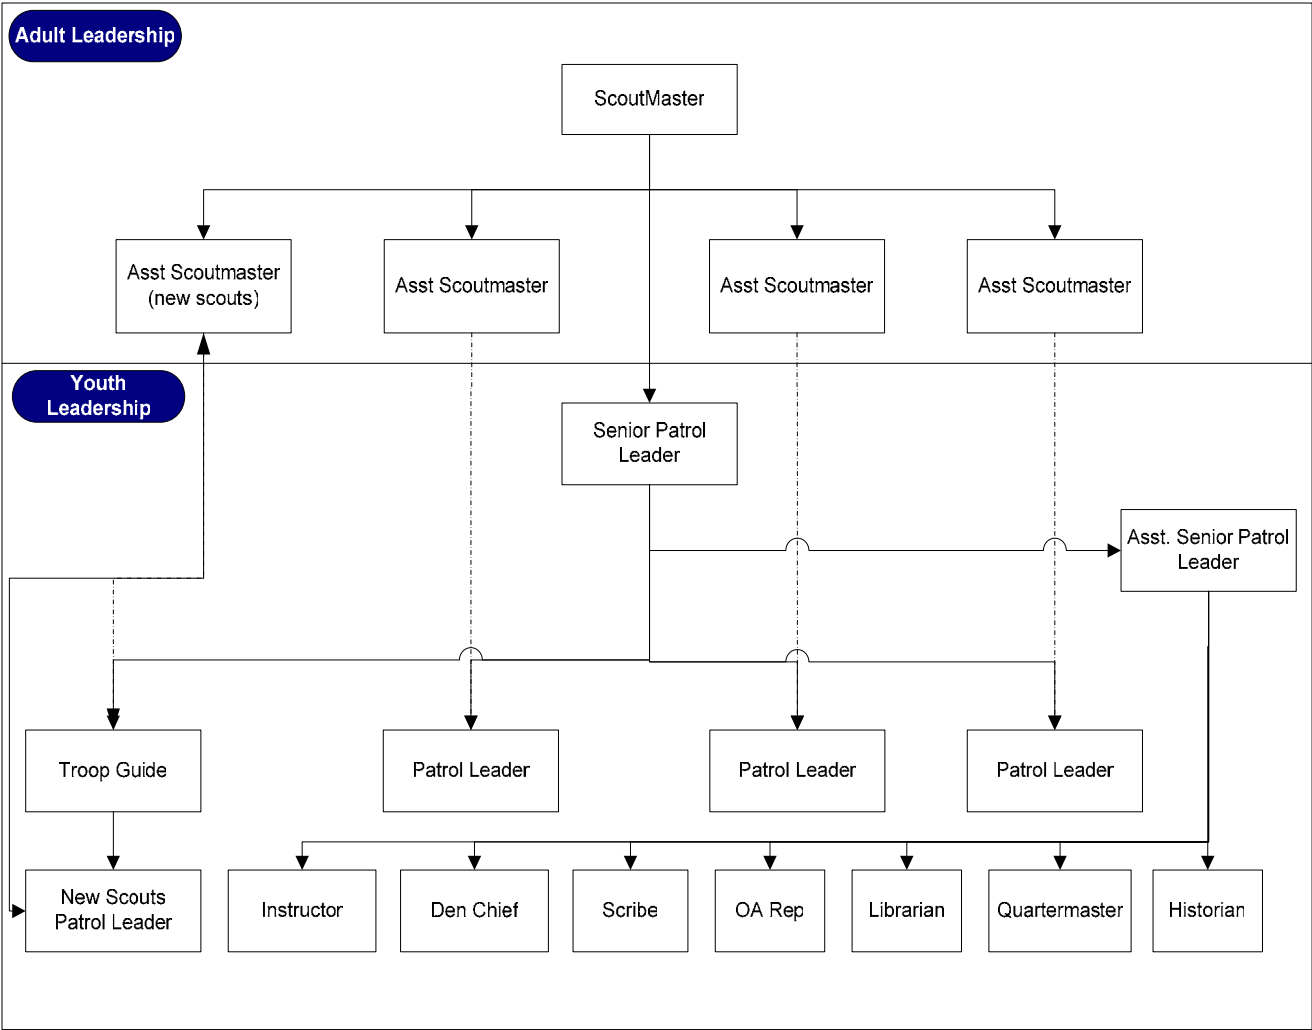 Adult Leadership
ScoutMaster
Asst Scoutmaster
(new scouts)
Asst Scoutmaster
Asst Scoutmaster
Asst Scoutmaster
Youth
Leadership
Senior Patrol
Leader
Asst. Senior Patrol
Leader
Troop Guide
Patrol Leader
Patrol Leader
Patrol Leader
New Scouts
Patrol Leader
Instructor
Den Chief
Scribe
OA Rep
Librarian
Quartermaster
Historian